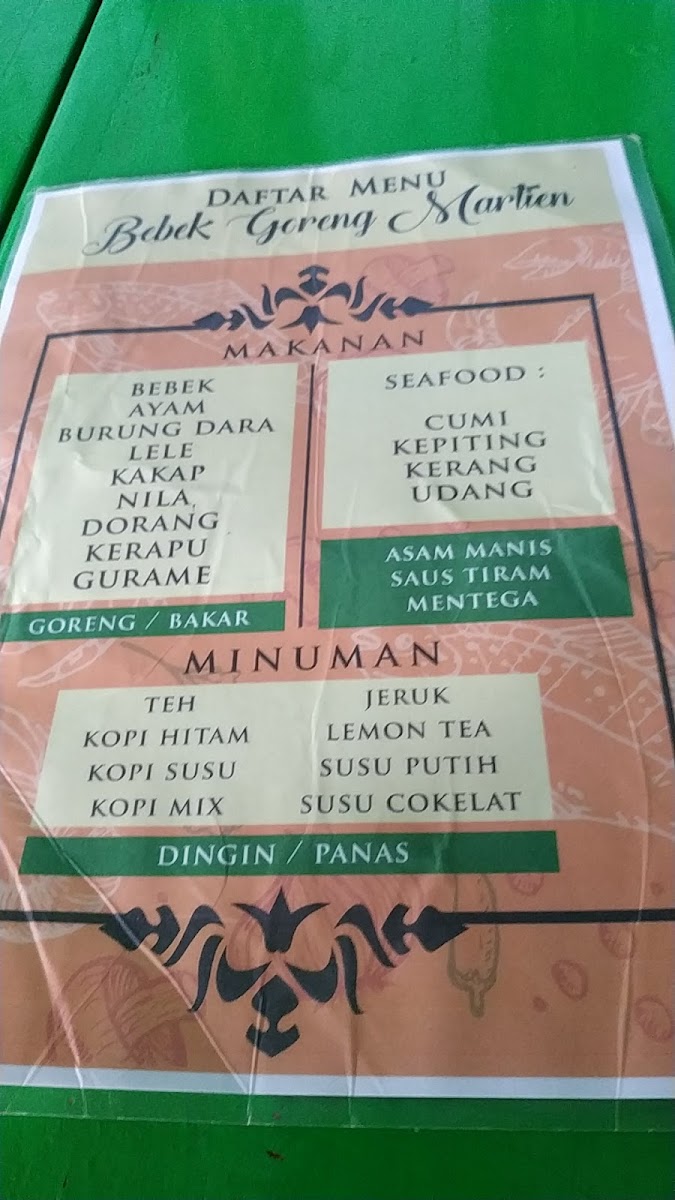 DAFTAR MENU
Bebek Goreng Martien
MAKANAN
BEBEK
AYAM
BURUNG DARA
LELE
KAKAP
NILA
DORANG
KERAPU
GURAME
GORENG / BAKAR
SEAFOOD :
CUMI
KEPITING
KERANG
UDANG
ASAM MANIS
SAUS TIRAM
MENTEGA
MINUMAN
TEH
KOPI HITAM
KOPI SUSU
KOPI MIX
JERUK
LEMON TEA
SUSU PUTIH
SUSU COKELAT
DINGIN / PANAS